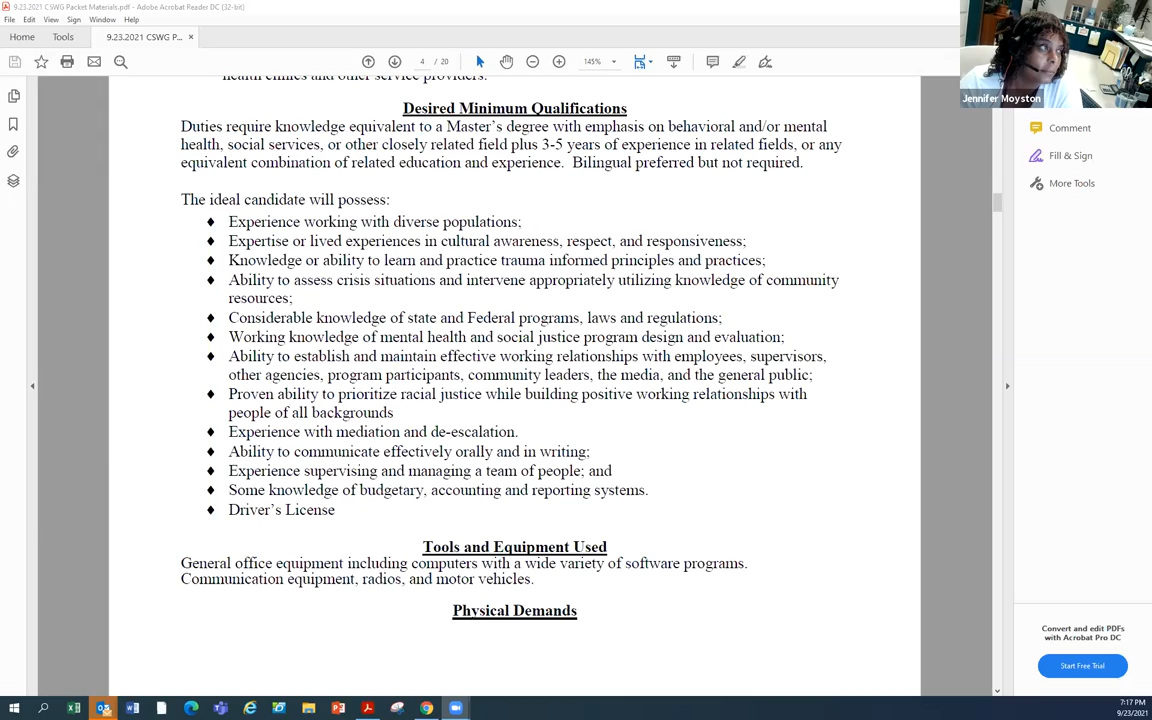 9.23.2021 CSWG Packet Materials.pdf - Adobe Acrobat Reader DC (32-bit)
File Edit View Sign Window Help
Home Tools 9.23.2021 CSWG P... ×
4 / 20 145%
health clinics and other service providers.
Desired Minimum Qualifications
Duties require knowledge equivalent to a Master's degree with emphasis on behavioral and/or mental
health, social services, or other closely related field plus 3-5 years of experience in related fields, or any
equivalent combination of related education and experience. Bilingual preferred but not required.
The ideal candidate will possess:
♦ Experience working with diverse populations;
♦ Expertise or lived experiences in cultural awareness, respect, and responsiveness;
♦ Knowledge or ability to learn and practice trauma informed principles and practices;
♦ Ability to assess crisis situations and intervene appropriately utilizing knowledge of community
resources;
♦ Considerable knowledge of state and Federal programs, laws and regulations;
♦ Working knowledge of mental health and social justice program design and evaluation;
♦ Ability to establish and maintain effective working relationships with employees, supervisors,
other agencies, program participants, community leaders, the media, and the general public;
♦ Proven ability to prioritize racial justice while building positive working relationships with
people of all backgrounds
♦ Experience with mediation and de-escalation.
♦ Ability to communicate effectively orally and in writing;
♦ Experience supervising and managing a team of people; and
♦ Some knowledge of budgetary, accounting and reporting systems.
♦ Driver's License
Tools and Equipment Used
General office equipment including computers with a wide variety of software programs.
Communication equipment, radios, and motor vehicles.
Physical Demands
Jennifer Moyston
Comment
Fill & Sign
More Tools
Convert and edit PDFs
with Acrobat Pro DC
Start Free Trial
7:17 PM
9/23/2021